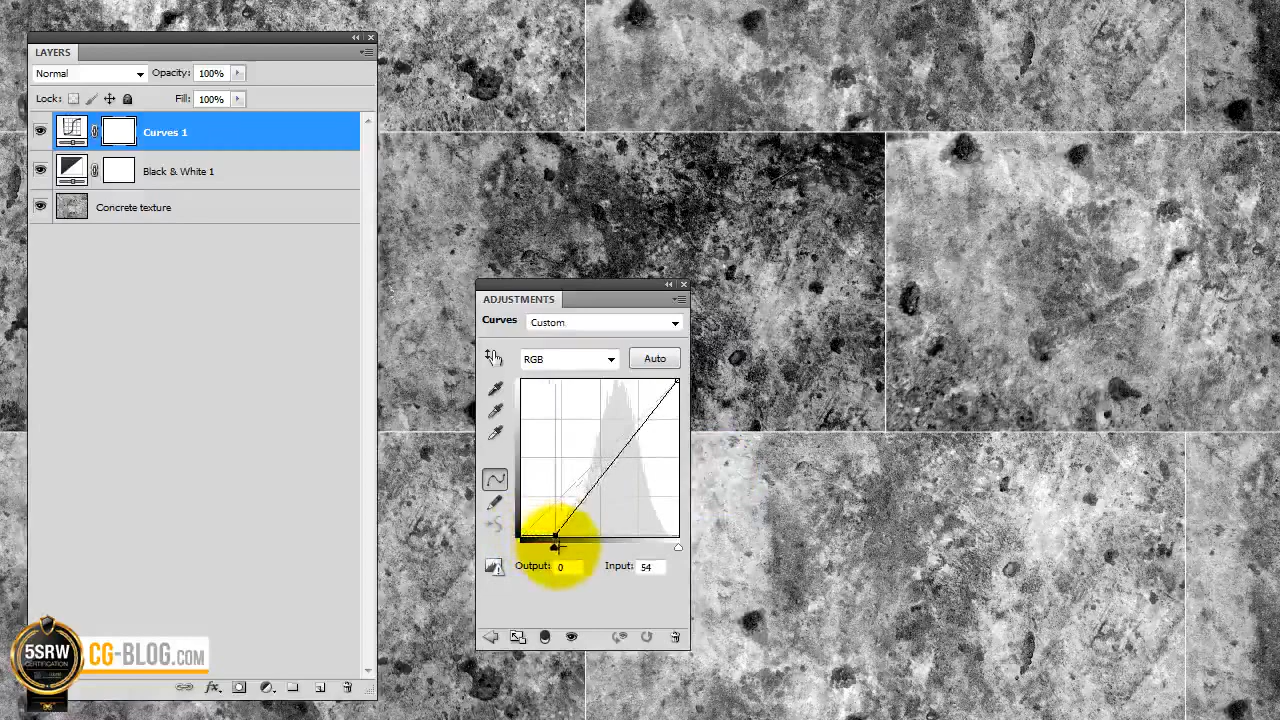 LAYERS
Normal Opacity: 100%
Lock: Fill: 100%
Curves 1
Black & White 1
Concrete texture
ADJUSTMENTS
Curves Custom
RGB Auto
Output: 0 Input: 54
5SRW
CERTIFICATION
CG-BLOG.COM